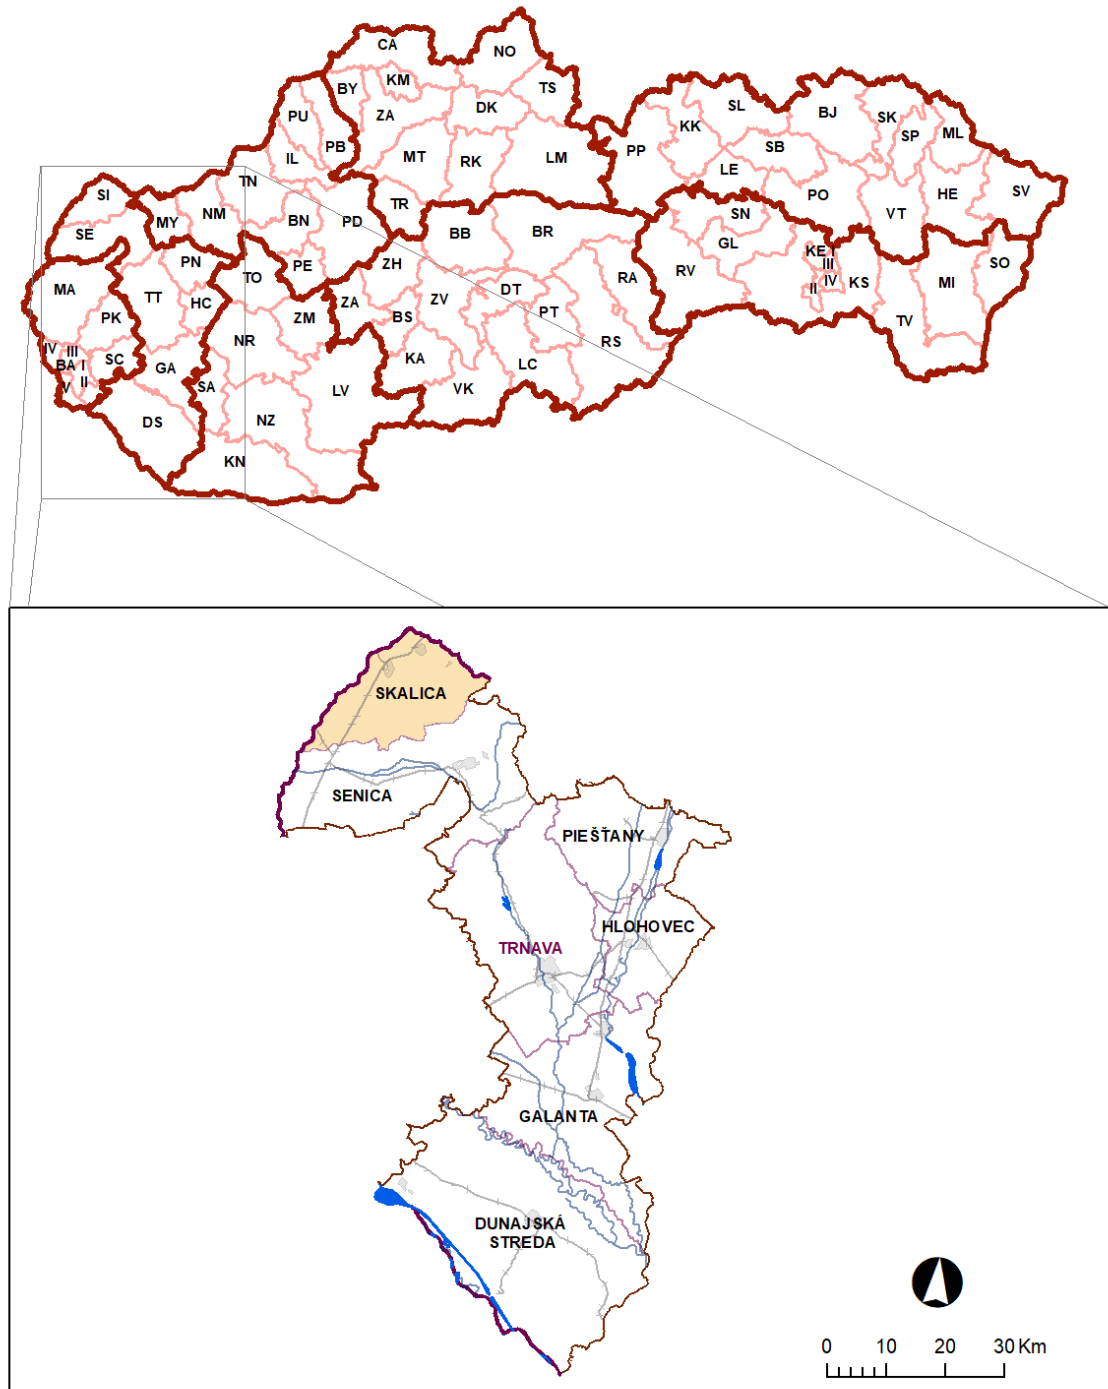 CA
NO
BY
KM
TS
PU
ZA
DK
PB
IL
MT
RK
LM
SL
BJ
SK
KK
SP
ML
PP
SB
LE
PO
HE
SV
VT
SI
TN
MY
NM
BN
PD
TR
SE
BB
BR
SN
GL
PN
PE
ZH
KE I
III
SO
MA
TT
TO
RV
RA
IV
II
KS
MI
HC
ZA
ZV
DT
PK
BS
PT
TV
ZM
NR
RS
IV
III
SC
BA
I
GA
KA
LC
V
II
SA
LV
VK
DS
NZ
KN
SKALICA
SENICA
PIEŠŤANY
HLOHOVEC
TRNAVA
GALANTA
DUNAJSKÁ
STREDA
0 10 20 30 Km